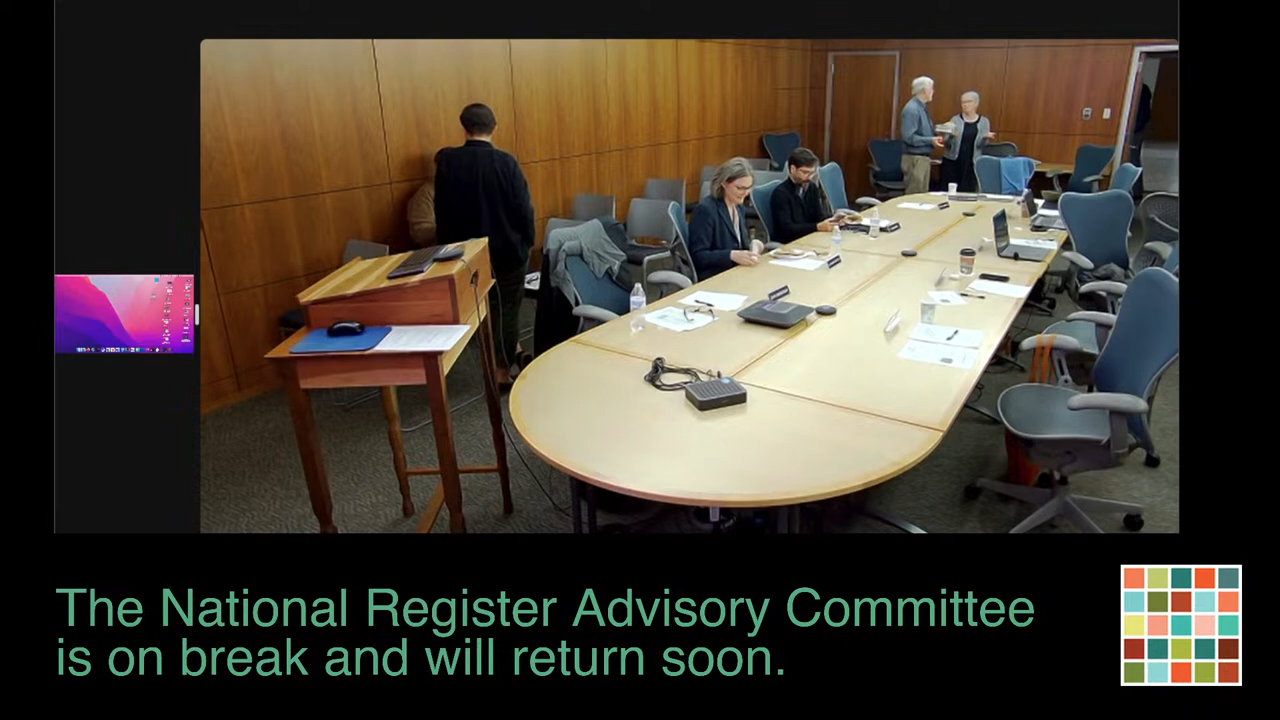 The National Register Advisory Committee
is on break and will return soon.